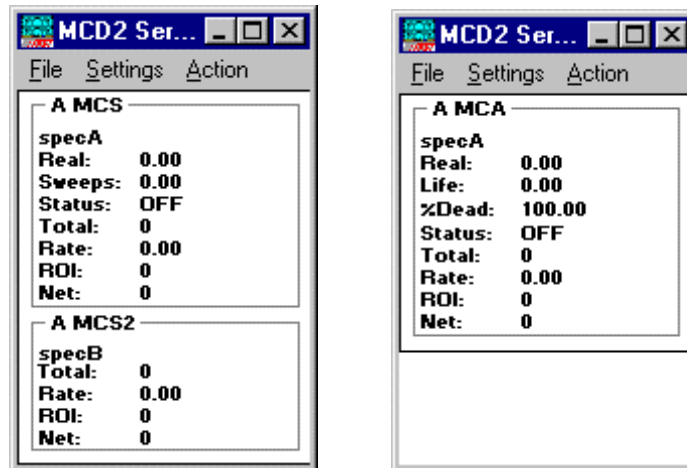 MCD2 Ser...
File Settings Action
A MCS
specA
Real: 0.00
Sweeps: 0.00
Status: OFF
Total: 0
Rate: 0.00
ROI: 0
Net: 0
A MCS2
specB
Total: 0
Rate: 0.00
ROI: 0
Net: 0
MCD2 Ser...
File Settings Action
A MCA
specA
Real: 0.00
Life: 0.00
%Dead: 100.00
Status: OFF
Total: 0
Rate: 0.00
ROI: 0
Net: 0